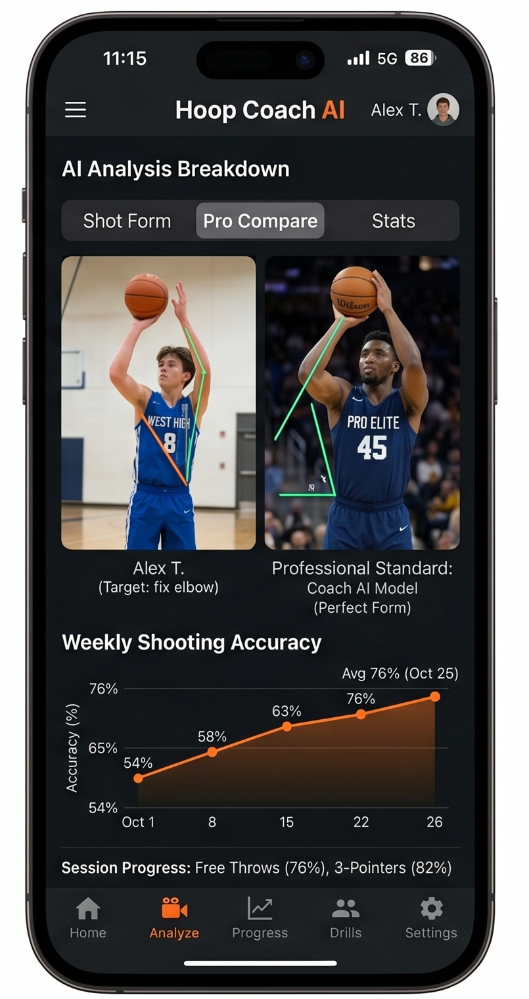 11:15
5G 86
Hoop Coach AI
Alex T.
AI Analysis Breakdown
Shot Form Pro Compare Stats
WEST HIGH
8
Wilson
PRO ELITE
45
Alex T.
(Target: fix elbow)
Professional Standard:
Coach AI Model
(Perfect Form)
Weekly Shooting Accuracy
Avg 76% (Oct 25)
Accuracy (%)
76%
65%
54%
54%
58%
63%
76%
Oct 1 8 15 22 26
Session Progress: Free Throws (76%), 3-Pointers (82%)
Home Analyze Progress Drills Settings